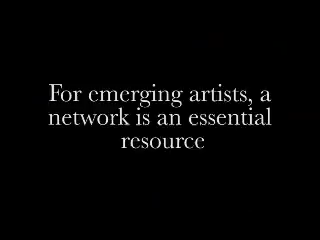 For emerging artists, a
network is an essential
resource